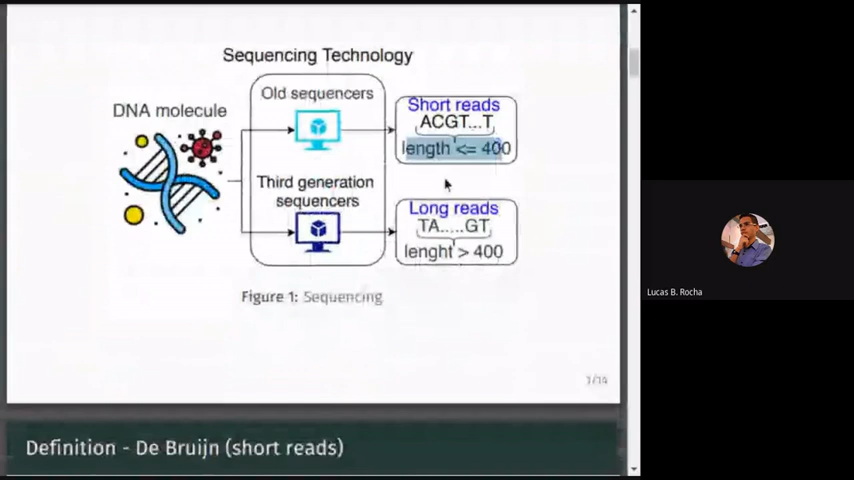 Sequencing Technology
DNA molecule
Old sequencers
Short reads
ACGT...T
length <= 400
Third generation
sequencers
Long reads
TA.....GT
lenght > 400
Figure 1: Sequencing
Lucas B. Rocha
Definition - De Bruijn (short reads)